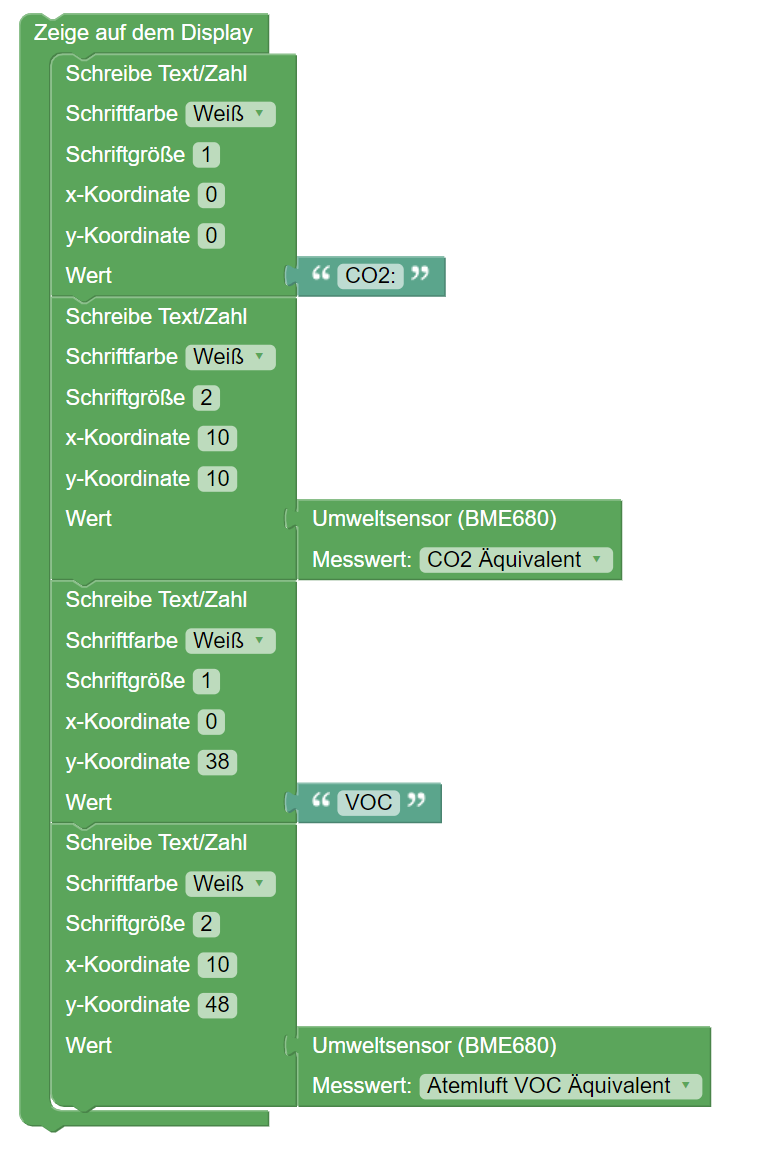 Zeige auf dem Display
Schreibe Text/Zahl
Schriftfarbe Weiß
Schriftgröße 1
x-Koordinate 0
y-Koordinate 0
Wert “ CO2: ”
Schreibe Text/Zahl
Schriftfarbe Weiß
Schriftgröße 2
x-Koordinate 10
y-Koordinate 10
Wert Umweltsensor (BME680)
Messwert: CO2 Äquivalent
Schreibe Text/Zahl
Schriftfarbe Weiß
Schriftgröße 1
x-Koordinate 0
y-Koordinate 38
Wert “ VOC ”
Schreibe Text/Zahl
Schriftfarbe Weiß
Schriftgröße 2
x-Koordinate 10
y-Koordinate 48
Wert Umweltsensor (BME680)
Messwert: Atemluft VOC Äquivalent